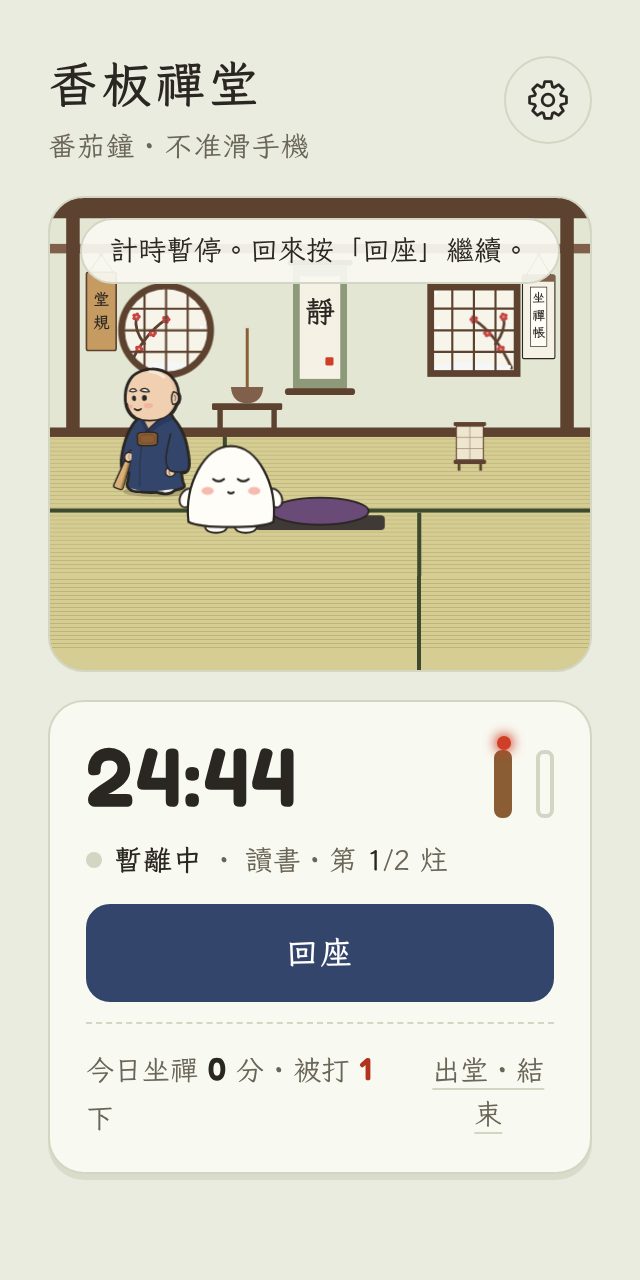 香板禪堂
番茄鐘・不准滑手機
計時暫停。回來按「回座」繼續。
堂規
靜
坐禪帳
24:44
暫離中 · 讀書・第 1/2 炷
回座
今日坐禪 0 分・被打 1
下
出堂・結
束